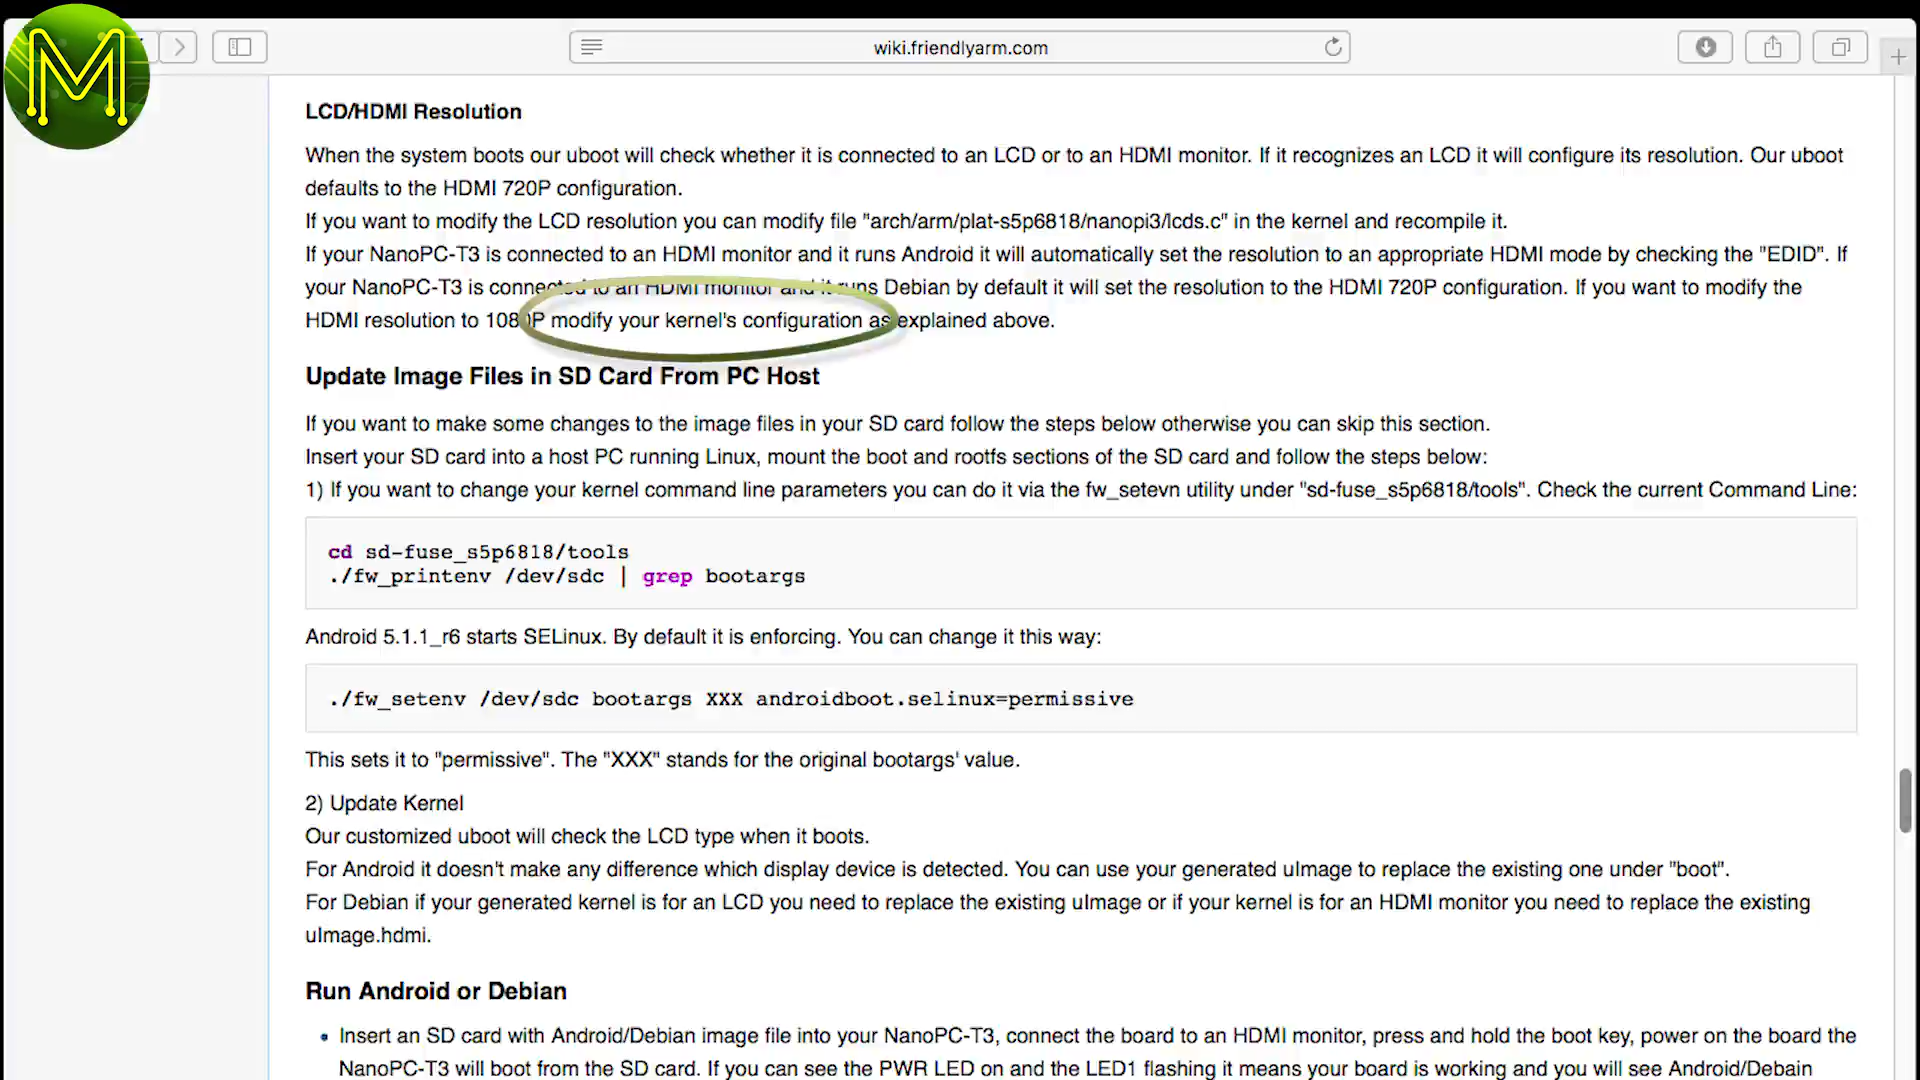 M
wiki.friendlyarm.com
LCD/HDMI Resolution
When the system boots our uboot will check whether it is connected to an LCD or to an HDMI monitor. If it recognizes an LCD it will configure its resolution. Our uboot
defaults to the HDMI 720P configuration.
If you want to modify the LCD resolution you can modify file "arch/arm/plat-s5p6818/nanopi3/lcds.c" in the kernel and recompile it.
If your NanoPC-T3 is connected to an HDMI monitor and it runs Android it will automatically set the resolution to an appropriate HDMI mode by checking the "EDID". If
your NanoPC-T3 is connected to an HDMI monitor and it runs Debian by default it will set the resolution to the HDMI 720P configuration. If you want to modify the
HDMI resolution to 1080P modify your kernel's configuration as explained above.
Update Image Files in SD Card From PC Host
If you want to make some changes to the image files in your SD card follow the steps below otherwise you can skip this section.
Insert your SD card into a host PC running Linux, mount the boot and rootfs sections of the SD card and follow the steps below:
1) If you want to change your kernel command line parameters you can do it via the fw_setevn utility under "sd-fuse_s5p6818/tools". Check the current Command Line:
cd sd-fuse_s5p6818/tools
./fw_printenv /dev/sdc | grep bootargs
Android 5.1.1_r6 starts SELinux. By default it is enforcing. You can change it this way:
./fw_setenv /dev/sdc bootargs XXX androidboot.selinux=permissive
This sets it to "permissive". The "XXX" stands for the original bootargs' value.
2) Update Kernel
Our customized uboot will check the LCD type when it boots.
For Android it doesn't make any difference which display device is detected. You can use your generated uImage to replace the existing one under "boot".
For Debian if your generated kernel is for an LCD you need to replace the existing uImage or if your kernel is for an HDMI monitor you need to replace the existing
uImage.hdmi.
Run Android or Debian
• Insert an SD card with Android/Debian image file into your NanoPC-T3, connect the board to an HDMI monitor, press and hold the boot key, power on the board the
NanoPC-T3 will boot from the SD card. If you can see the PWR LED on and the LED1 flashing it means your board is working and you will see Android/Debain